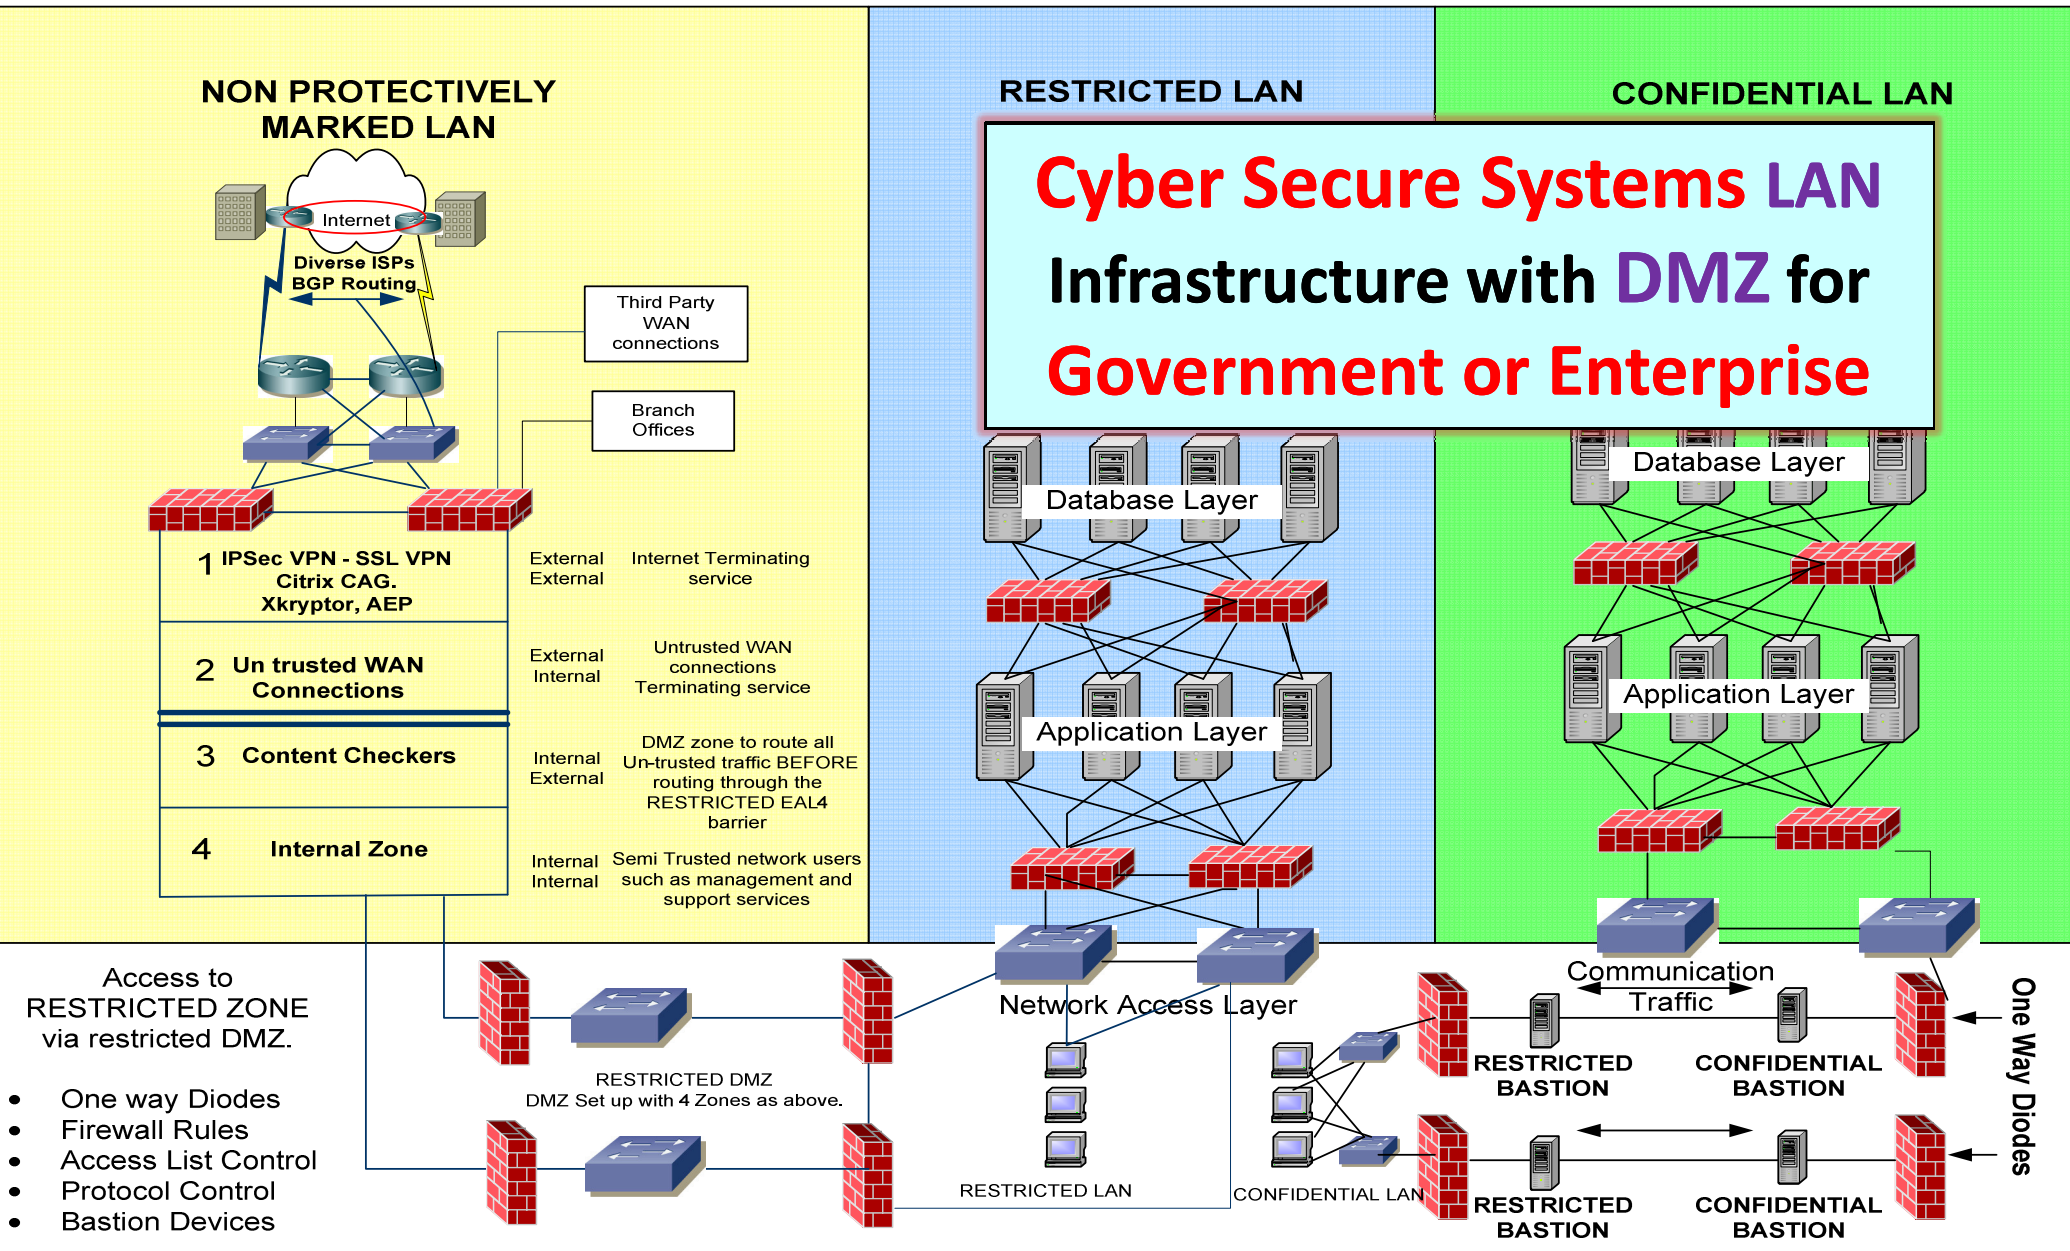 NON PROTECTIVELY
MARKED LAN
Internet
Diverse ISPs
BGP Routing
Third Party
WAN
connections
Branch
Offices
1 IPSec VPN - SSL VPN
Citrix CAG.
Xkryptor, AEP
External
External
Internet Terminating
service
2 Un trusted WAN
Connections
External
Internal
Untrusted WAN
connections
Terminating service
3 Content Checkers
Internal
External
DMZ zone to route all
Un-trusted traffic BEFORE
routing through the
RESTRICTED EAL4
barrier
4 Internal Zone
Internal
Internal
Semi Trusted network users
such as management and
support services
RESTRICTED LAN
CONFIDENTIAL LAN
Cyber Secure Systems LAN
Infrastructure with DMZ for
Government or Enterprise
Database Layer
Application Layer
Network Access Layer
Database Layer
Application Layer
Access to
RESTRICTED ZONE
via restricted DMZ.
• One way Diodes
• Firewall Rules
• Access List Control
• Protocol Control
• Bastion Devices
RESTRICTED DMZ
DMZ Set up with 4 Zones as above.
RESTRICTED LAN
CONFIDENTIAL LAN
Communication
Traffic
RESTRICTED
BASTION
CONFIDENTIAL
BASTION
RESTRICTED
BASTION
CONFIDENTIAL
BASTION
One Way Diodes